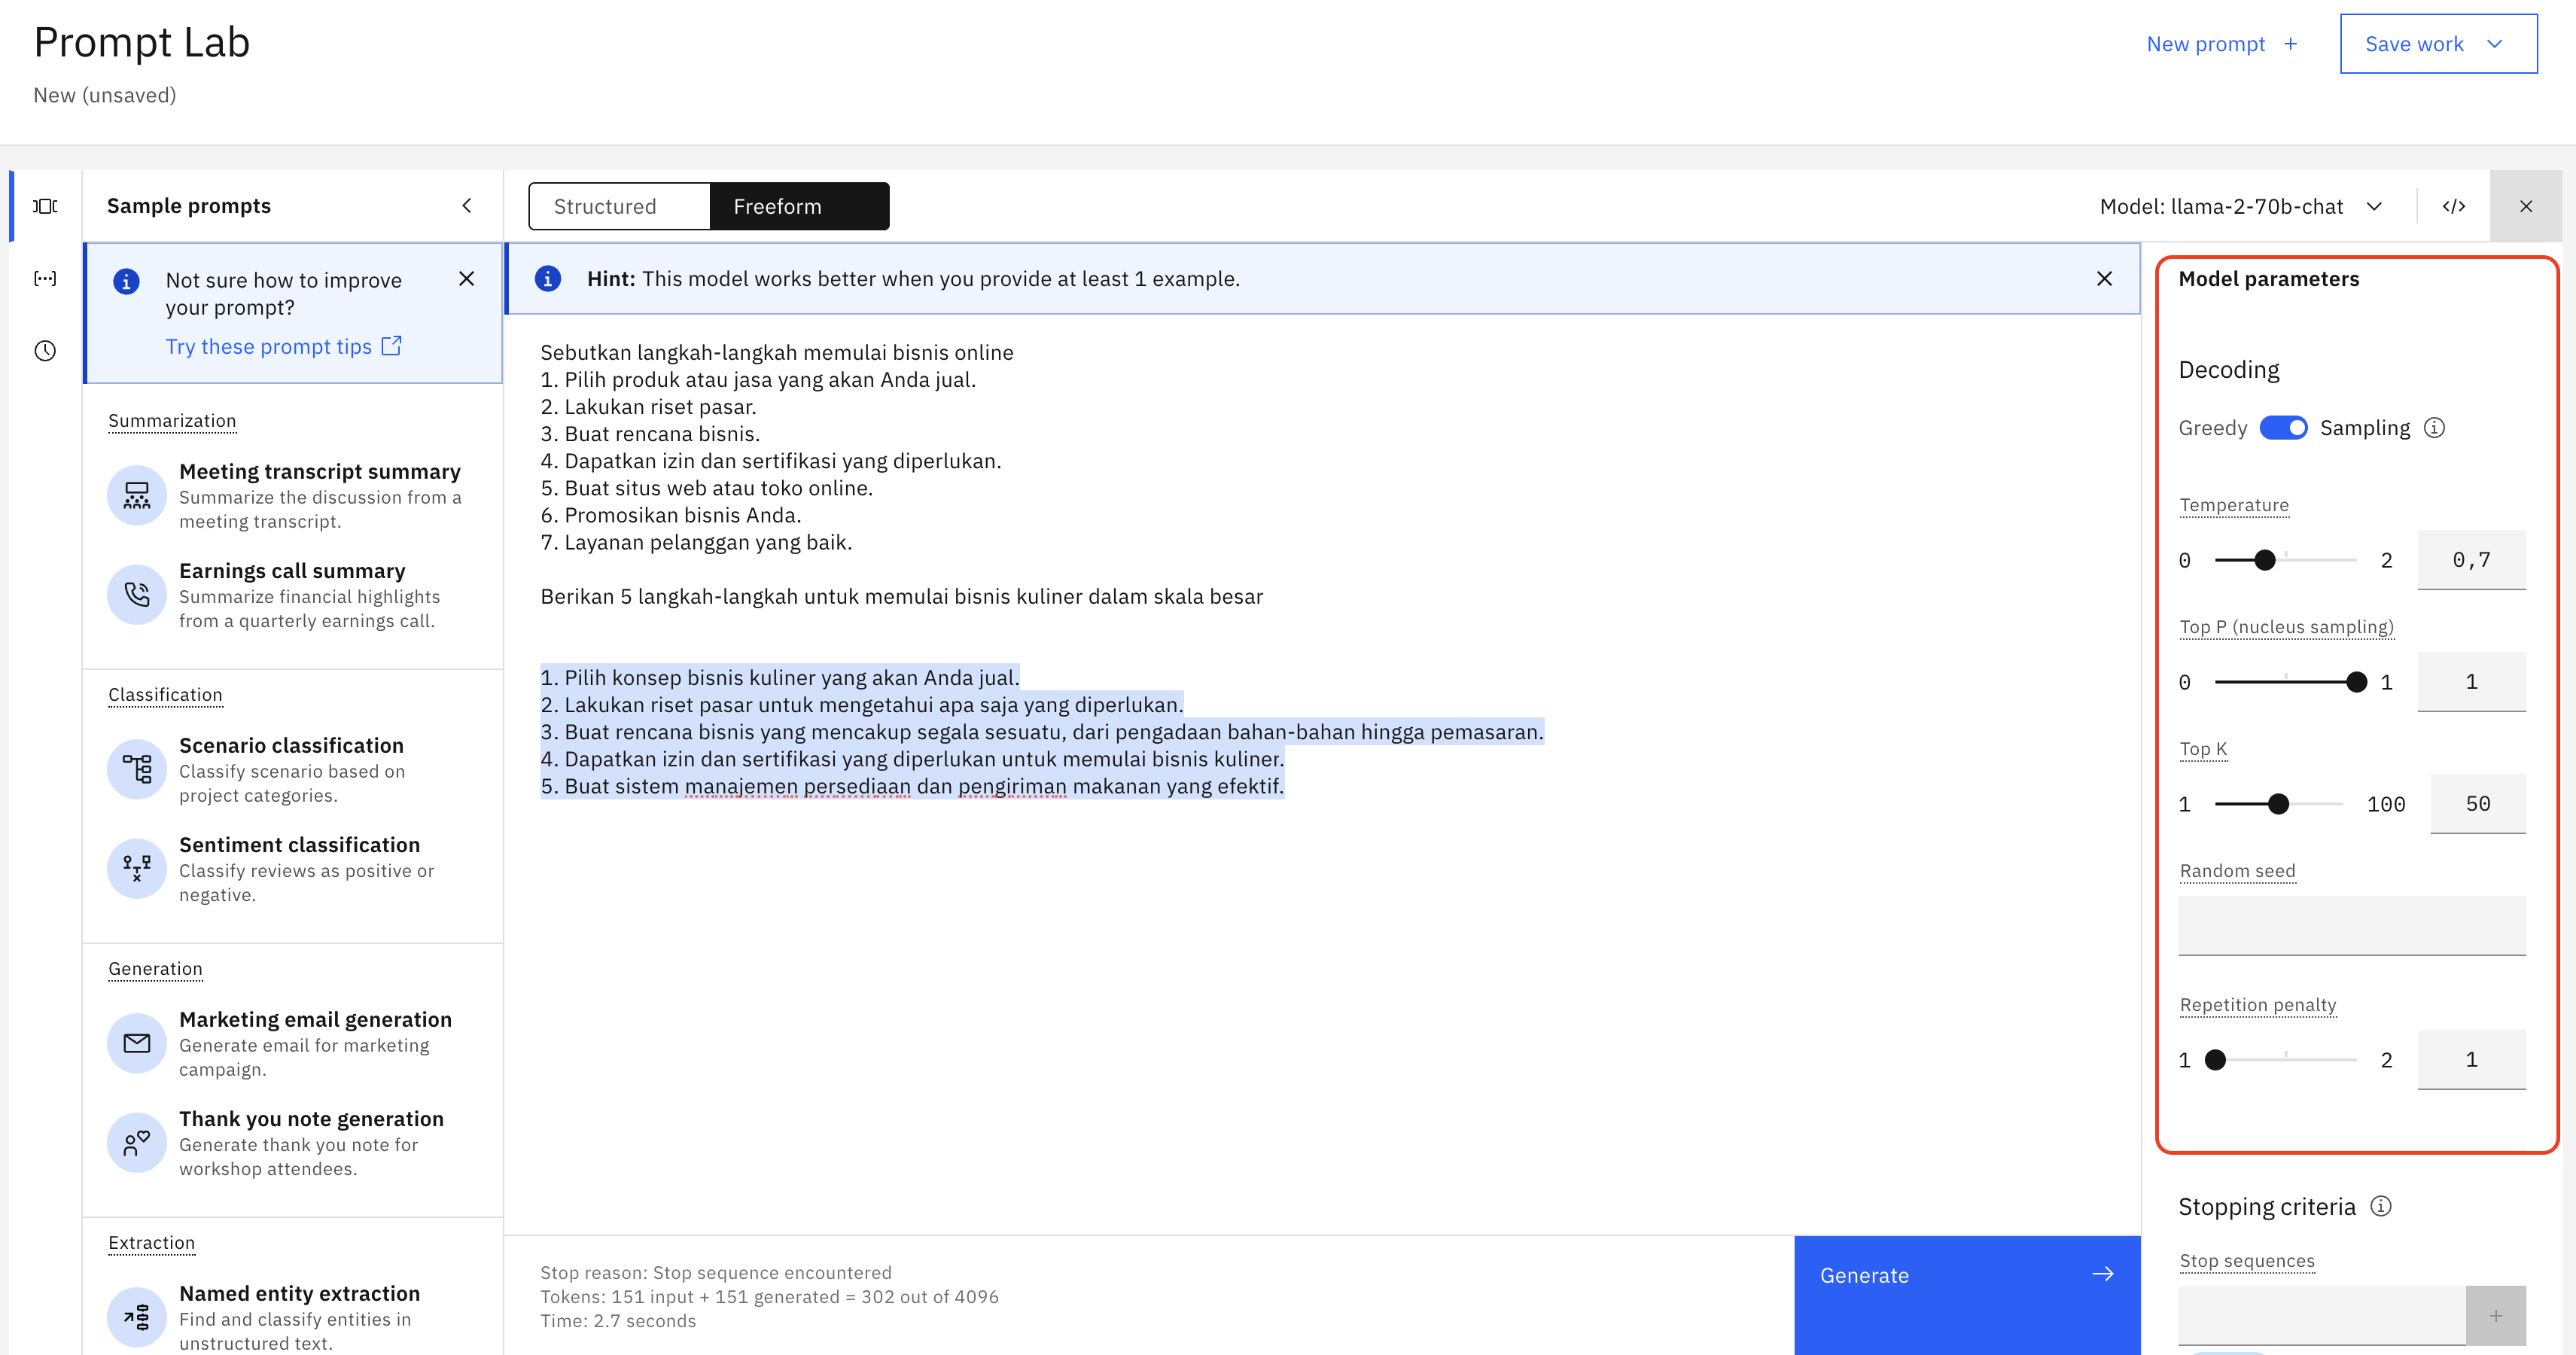 Prompt Lab
New (unsaved)
New prompt +
Save work
Sample prompts
Not sure how to improve
your prompt?
Try these prompt tips
Summarization
Meeting transcript summary
Summarize the discussion from a
meeting transcript.
Earnings call summary
Summarize financial highlights
from a quarterly earnings call.
Classification
Scenario classification
Classify scenario based on
project categories.
Sentiment classification
Classify reviews as positive or
negative.
Generation
Marketing email generation
Generate email for marketing
campaign.
Thank you note generation
Generate thank you note for
workshop attendees.
Extraction
Named entity extraction
Find and classify entities in
unstructured text.
Structured
Freeform
Model: llama-2-70b-chat
</>
Hint: This model works better when you provide at least 1 example.
Sebutkan langkah-langkah memulai bisnis online
1. Pilih produk atau jasa yang akan Anda jual.
2. Lakukan riset pasar.
3. Buat rencana bisnis.
4. Dapatkan izin dan sertifikasi yang diperlukan.
5. Buat situs web atau toko online.
6. Promosikan bisnis Anda.
7. Layanan pelanggan yang baik.
Berikan 5 langkah-langkah untuk memulai bisnis kuliner dalam skala besar
1. Pilih konsep bisnis kuliner yang akan Anda jual.
2. Lakukan riset pasar untuk mengetahui apa saja yang diperlukan.
3. Buat rencana bisnis yang mencakup segala sesuatu, dari pengadaan bahan-bahan hingga pemasaran.
4. Dapatkan izin dan sertifikasi yang diperlukan untuk memulai bisnis kuliner.
5. Buat sistem manajemen persediaan dan pengiriman makanan yang efektif.
Stop reason: Stop sequence encountered
Tokens: 151 input + 151 generated = 302 out of 4096
Time: 2.7 seconds
Generate
Model parameters
Decoding
Greedy Sampling
Temperature
0 2 0,7
Top P (nucleus sampling)
0 1 1
Top K
1 100 50
Random seed
Repetition penalty
1 2 1
Stopping criteria
Stop sequences
+